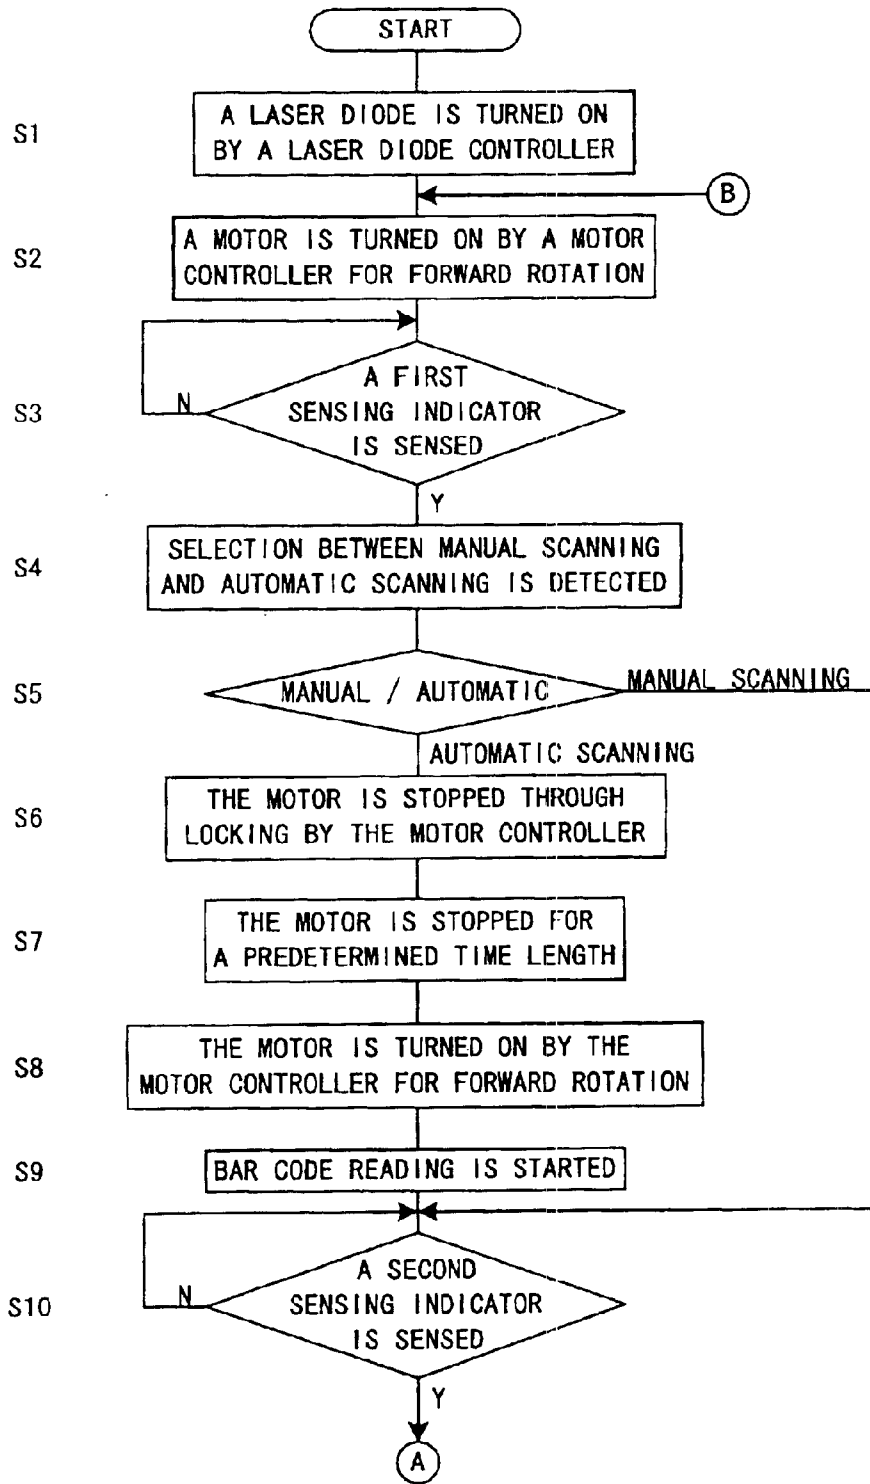 START
S1
A LASER DIODE IS TURNED ON
BY A LASER DIODE CONTROLLER
B
S2
A MOTOR IS TURNED ON BY A MOTOR
CONTROLLER FOR FORWARD ROTATION
S3
A FIRST
SENSING INDICATOR
IS SENSED
N
Y
S4
SELECTION BETWEEN MANUAL SCANNING
AND AUTOMATIC SCANNING IS DETECTED
S5
MANUAL / AUTOMATIC
MANUAL SCANNING
AUTOMATIC SCANNING
S6
THE MOTOR IS STOPPED THROUGH
LOCKING BY THE MOTOR CONTROLLER
S7
THE MOTOR IS STOPPED FOR
A PREDETERMINED TIME LENGTH
S8
THE MOTOR IS TURNED ON BY THE
MOTOR CONTROLLER FOR FORWARD ROTATION
S9
BAR CODE READING IS STARTED
S10
A SECOND
SENSING INDICATOR
IS SENSED
N
Y
A